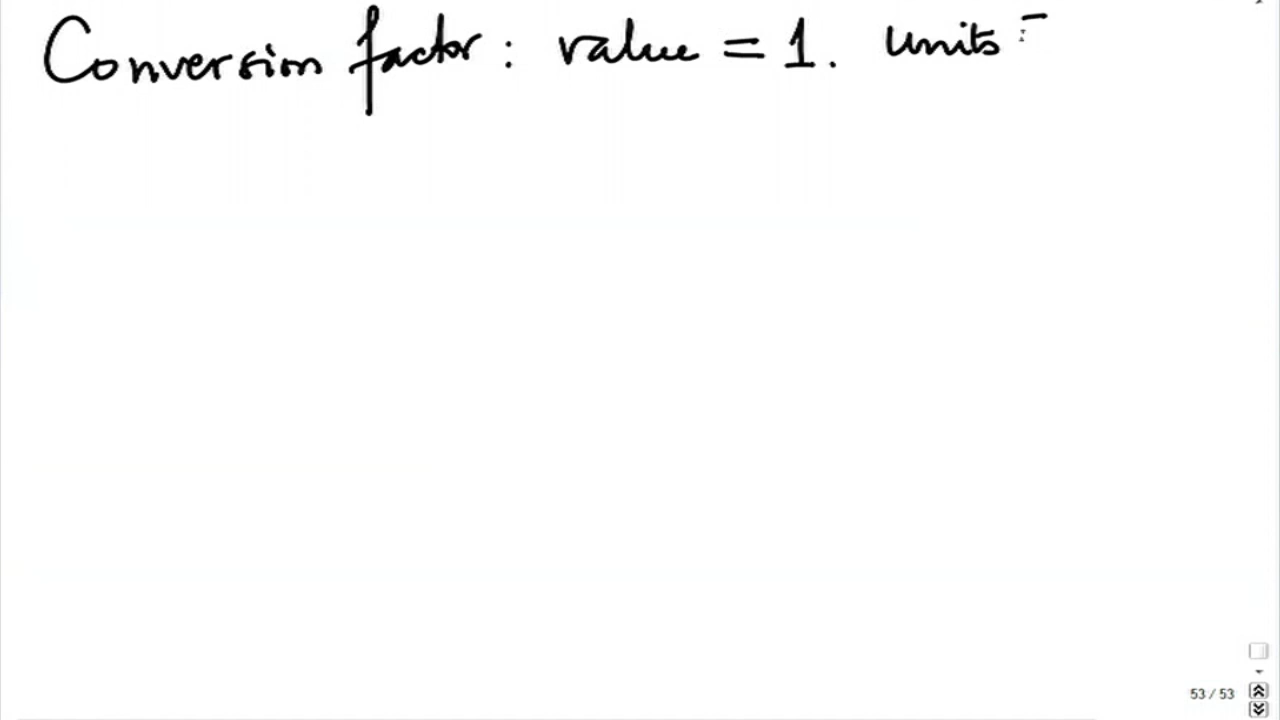 Conversion factor: value = 1. units
53 / 53